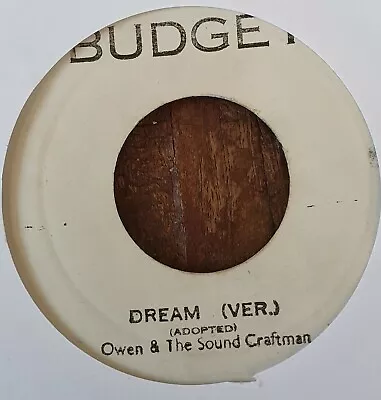 BUDGET
DREAM (VER.)
(ADOPTED)
Owen & The Sound Craftman